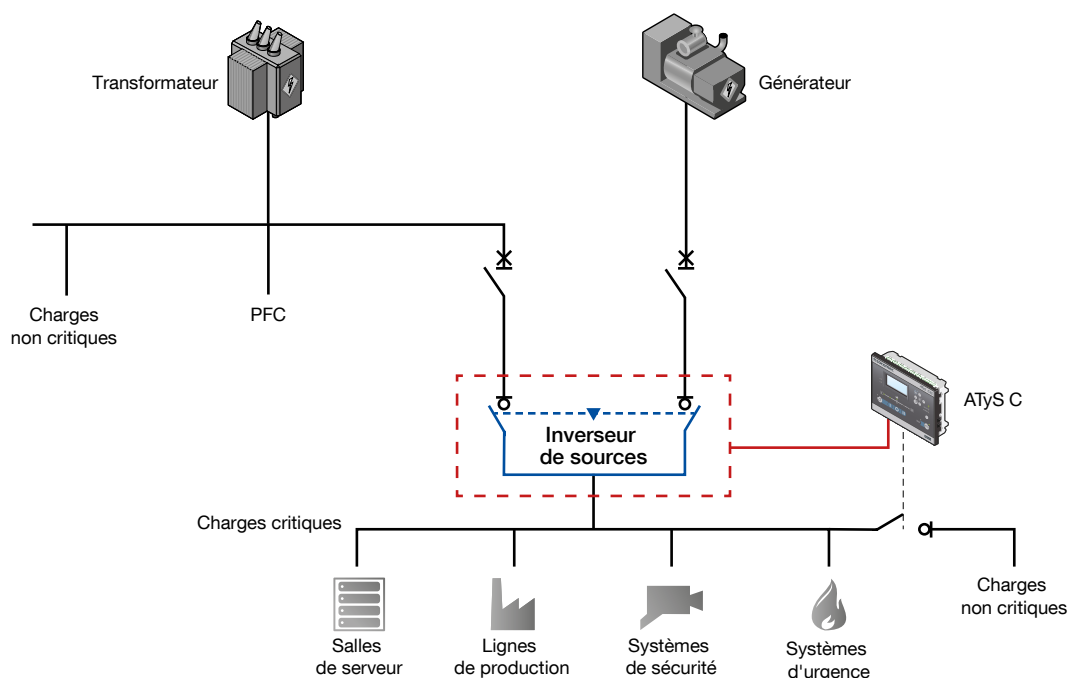 Transformateur
Générateur
Charges
non critiques
PFC
ATyS C
Inverseur
de sources
Charges critiques
Charges
non critiques
Salles
de serveur
Lignes
de production
Systèmes
de sécurité
Systèmes
d'urgence